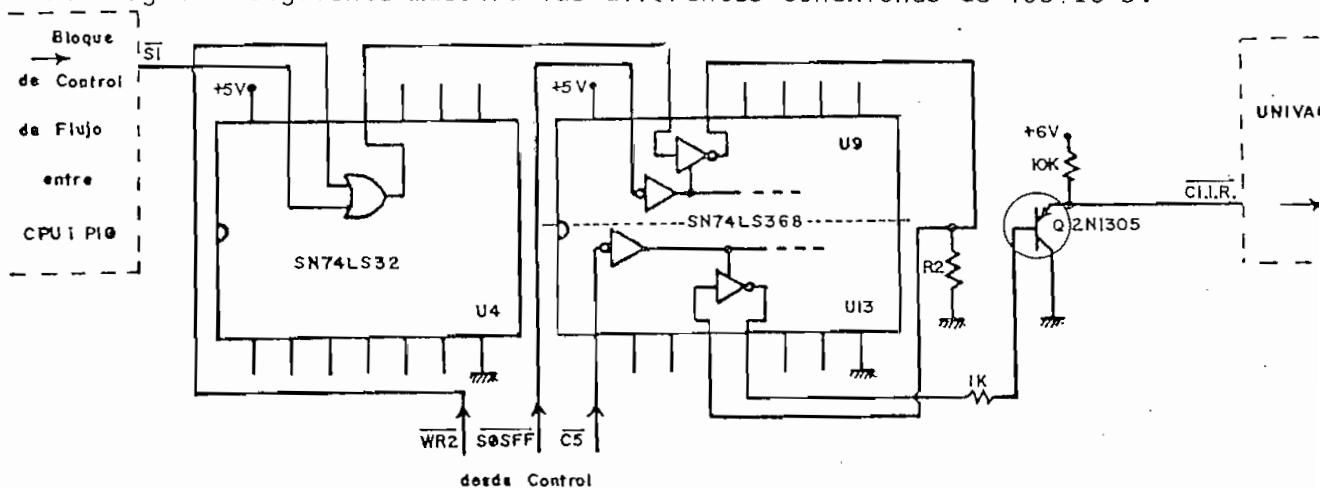 Bloque
de Control
de Flujo
entre
CPU i PIO
SI
+5V
SN74LS32
U4
+5V
U9
SN74LS368
U13
R2
+6V
10K
Q 2N1305
1K
C.I.I.R.
UNIVAC
WR2
SOSFF
C5
desde Control